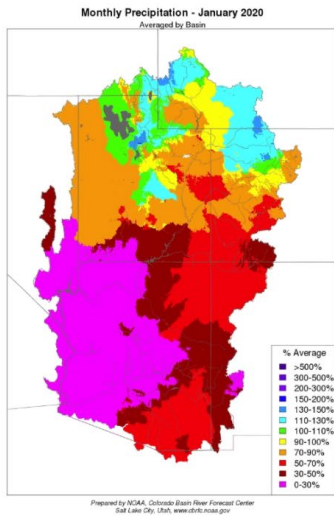 Monthly Precipitation - January 2020
Averaged by Basin
% Average
>500%
300-500%
200-300%
150-200%
130-150%
110-130%
100-110%
90-100%
70-90%
50-70%
30-50%
0-30%
Prepared by NOAA, Colorado Basin River Forecast Center
Salt Lake City, Utah, www.cbrfc.noaa.gov